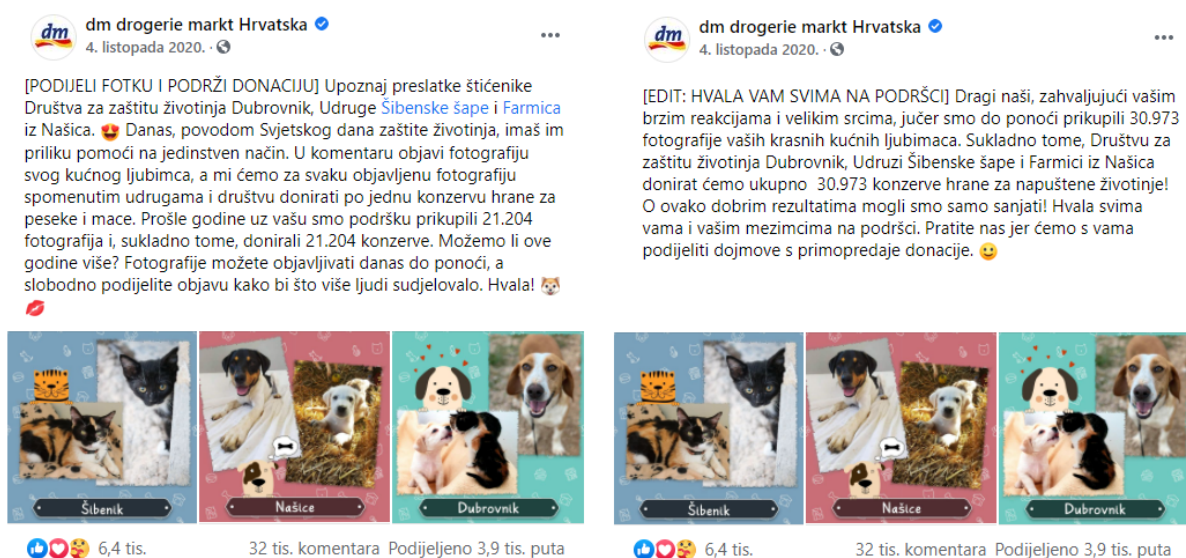 dm drogerie markt Hrvatska
4. listopada 2020. ·
[PODIJELI FOTKU I PODRŽI DONACIJU] Upoznaj preslatke štićenike
Društva za zaštitu životinja Dubrovnik, Udruge Šibenske šape i Farmica
iz Našica. 😍 Danas, povodom Svjetskog dana zaštite životinja, imaš im
priliku pomoći na jedinstven način. U komentaru objavi fotografiju
svog kućnog ljubimca, a mi ćemo za svaku objavljenu fotografiju
spomenutim udrugama i društvu donirati po jednu konzervu hrane za
peseke i mace. Prošle godine uz vašu smo podršku prikupili 21.204
fotografija i, sukladno tome, donirali 21.204 konzerve. Možemo li ove
godine više? Fotografije možete objavljivati danas do ponoći, a
slobodno podijelite objavu kako bi što više ljudi sudjelovalo. Hvala! 🐱
💋
dm
Šibenik
Našice
Dubrovnik
6,4 tis.
32 tis. komentara Podijeljeno 3,9 tis. puta
dm drogerie markt Hrvatska
4. listopada 2020. ·
[EDIT: HVALA VAM SVIMA NA PODRŠCI] Dragi naši, zahvaljujući vašim
brzim reakcijama i velikim srcima, jučer smo do ponoći prikupili 30.973
fotografije vaših krasnih kućnih ljubimaca. Sukladno tome, Društvu za
zaštitu životinja Dubrovnik, Udruzi Šibenske šape i Farmici iz Našica
donirat ćemo ukupno 30.973 konzerve hrane za napuštene životinje!
O ovako dobrim rezultatima mogli smo samo sanjati! Hvala svima
vama i vašim mezimcima na podršci. Pratite nas jer ćemo s vama
podijeliti dojmove s primopredaje donacije. 🙂
dm
Šibenik
Našice
Dubrovnik
6,4 tis.
32 tis. komentara Podijeljeno 3,9 tis. puta